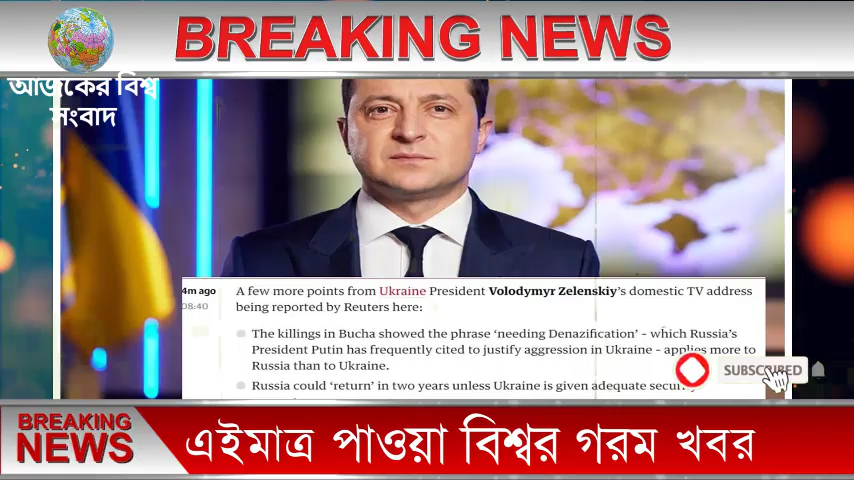 BREAKING NEWS
আজকের বিশ্ব
সংবাদ
4m ago
08:40
A few more points from Ukraine President Volodymyr Zelenskiy's domestic TV address
being reported by Reuters here:
The killings in Bucha showed the phrase 'needing Denazification' - which Russia's
President Putin has frequently cited to justify aggression in Ukraine - applies more to
Russia than to Ukraine.
Russia could 'return' in two years unless Ukraine is given adequate security
SUBSCRIBED
BREAKING
NEWS
এইমাত্র পাওয়া বিশ্বর গরম খবর